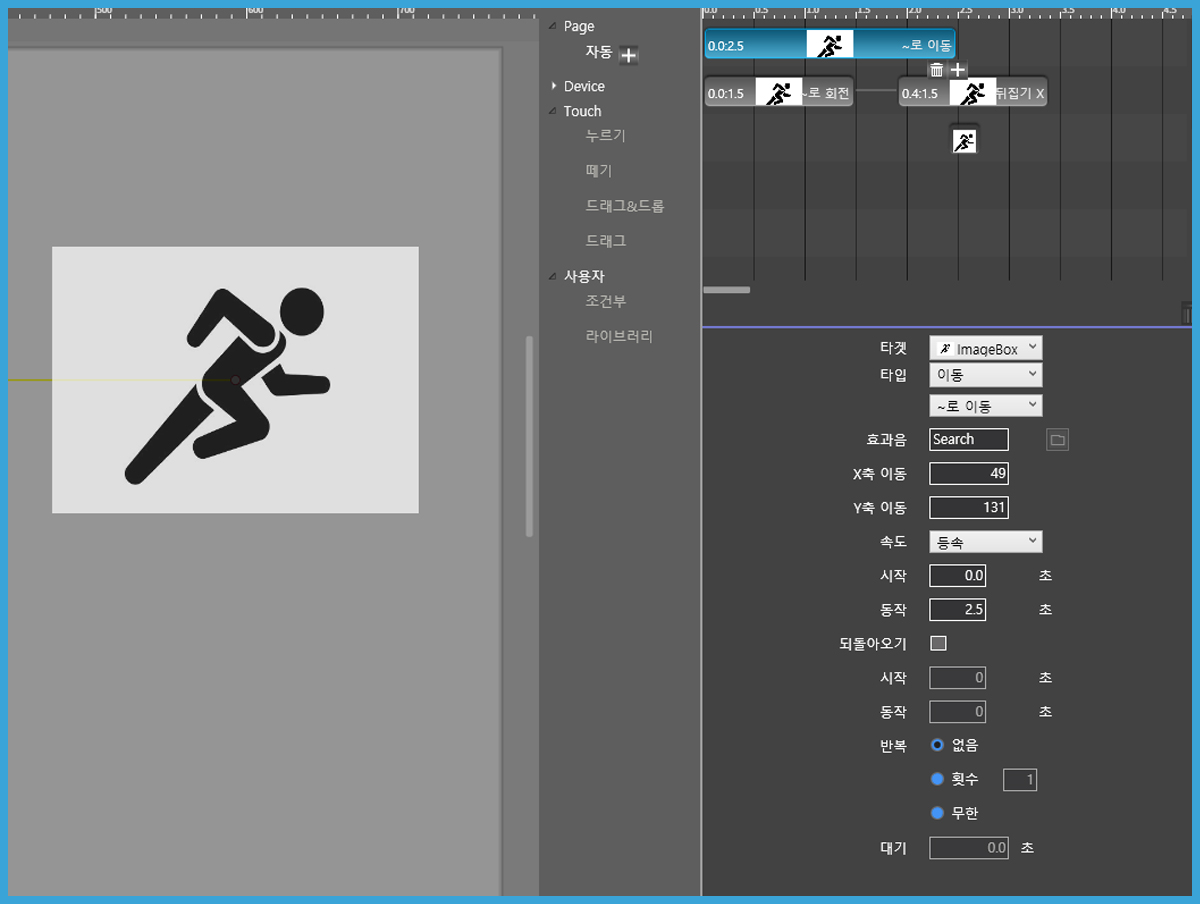 500
600
700
Page
자동
Device
Touch
누르기
떼기
드래그&드롭
드래그
사용자
조건부
라이브러리
0.0 0.5 1.0 1.5 2.0 2.5 3.0 3.5 4.0 4.5
0.0:2.5 ~로 이동
0.0:1.5 ~로 회전 0.4:1.5 뒤집기 X
타겟 ImageBox
타입 이동
~로 이동
효과음 Search
X축 이동 49
Y축 이동 131
속도 등속
시작 0.0 초
동작 2.5 초
되돌아오기
시작 0 초
동작 0 초
반복 없음
횟수 1
무한
대기 0.0 초